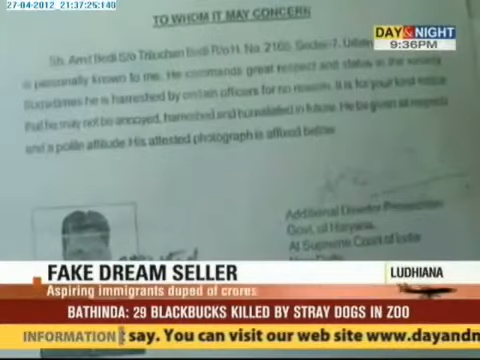 27-04-2012_21:37:25:140
TO WHOM IT MAY CONCERN
DAY & NIGHT
9:36PM
Sh. Amit Bedi S/o Trilochan Bedi R/o H. No. 2165, Sector-7,
is personally known to me. He commands great respect and status in the society
Sometimes he is harreshed by certain officers for no reason. It is for your kind notice
that he may not be annoyed, harreshed and humiliated in future. He be given all regards
and a polite attitude. His attested photograph is affixed below
Additional Director Prosecution
Govt. of Haryana,
At Supreme Court of India
New Delhi
FAKE DREAM SELLER
LUDHIANA
Aspiring immigrants duped of crores
BATHINDA: 29 BLACKBUCKS KILLED BY STRAY DOGS IN ZOO
INFORMATION say. You can visit our web site www.dayandn